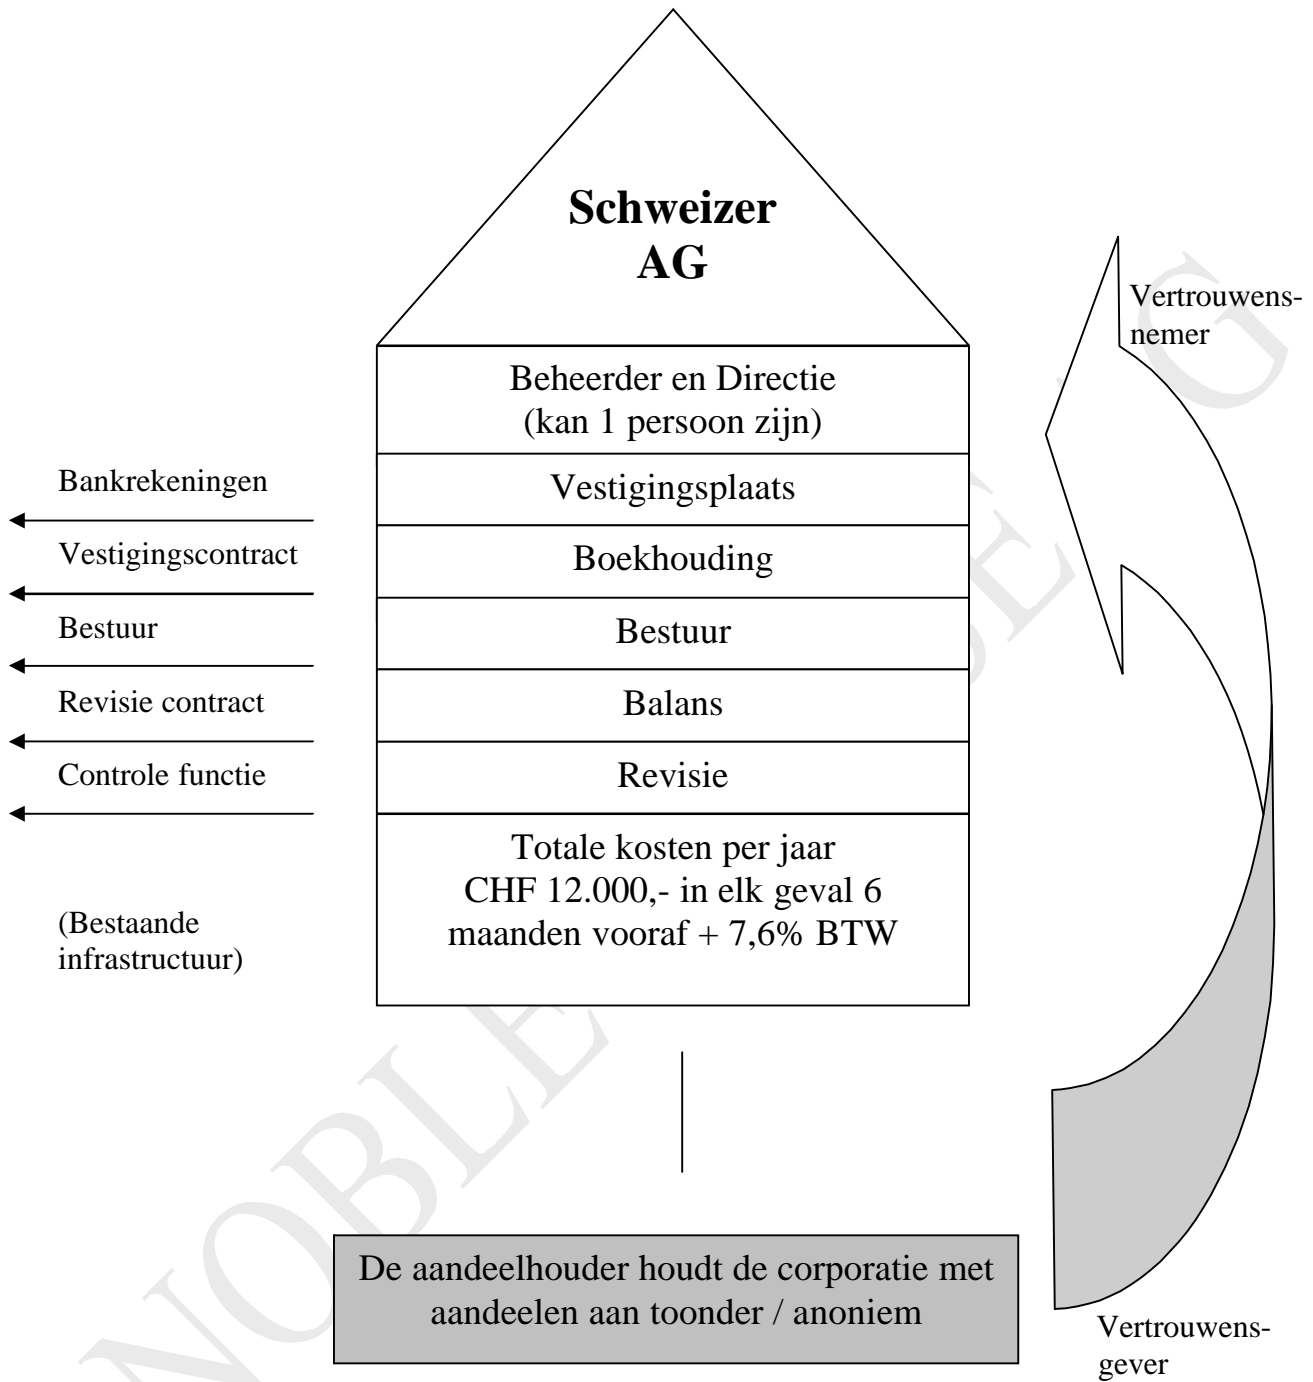 Schweizer
AG
Vertrouwens-
nemer
Beheerder en Directie
(kan 1 persoon zijn)
Bankrekeningen
Vestigingsplaats
Vestigingscontract
Boekhouding
Bestuur
Bestuur
Revisie contract
Balans
Controle functie
Revisie
Totale kosten per jaar
CHF 12.000,- in elk geval 6
maanden vooraf + 7,6% BTW
(Bestaande
infrastructuur)
De aandeelhouder houdt de corporatie met
aandeelen aan toonder / anoniem
Vertrouwens-
gever
NOBLE
AG